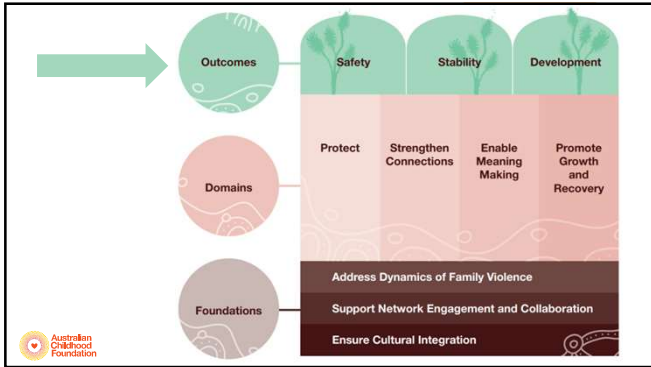 Outcomes
Safety
Stability
Development
Domains
Protect
Strengthen
Connections
Enable
Meaning
Making
Promote
Growth
and
Recovery
Foundations
Address Dynamics of Family Violence
Support Network Engagement and Collaboration
Ensure Cultural Integration
Australian
Childhood
Foundation